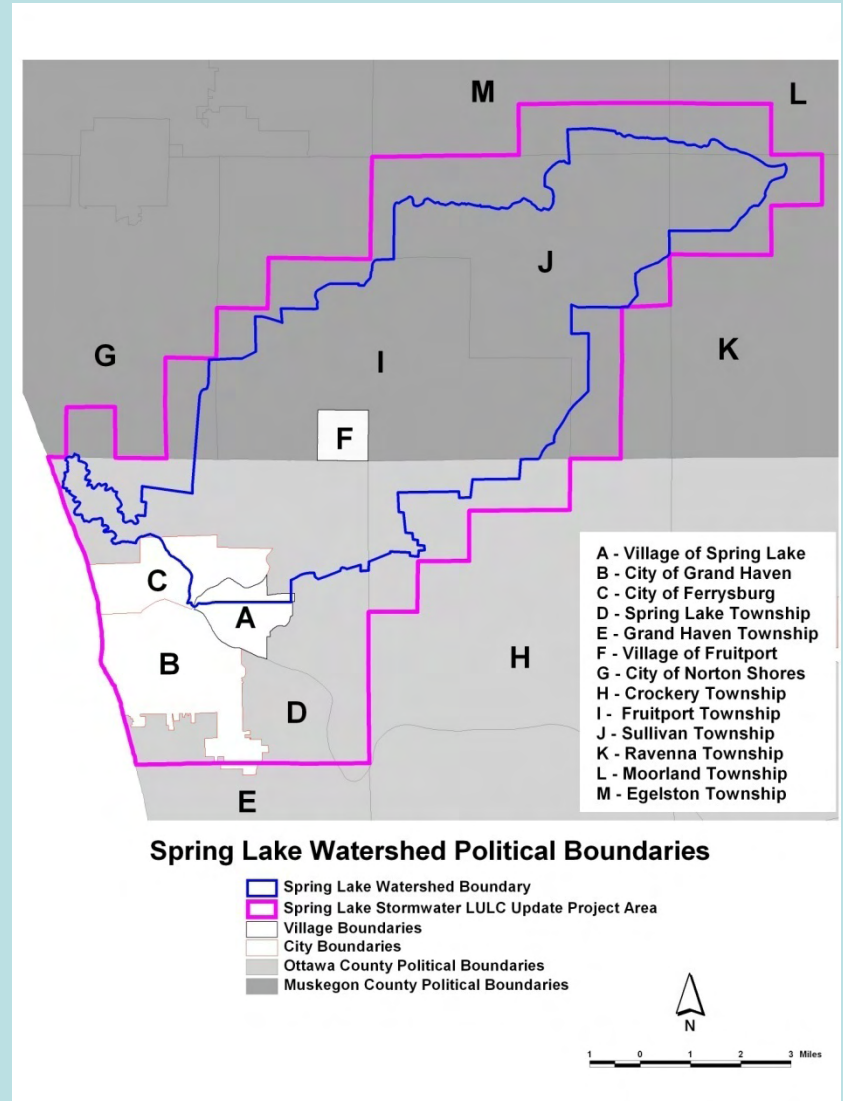 M
L
J
G
I
K
F
C
A
B
H
D
E
A - Village of Spring Lake
B - City of Grand Haven
C - City of Ferrysburg
D - Spring Lake Township
E - Grand Haven Township
F - Village of Fruitport
G - City of Norton Shores
H - Crockery Township
I - Fruitport Township
J - Sullivan Township
K - Ravenna Township
L - Moorland Township
M - Egelston Township
Spring Lake Watershed Political Boundaries
Spring Lake Watershed Boundary
Spring Lake Stormwater LULC Update Project Area
Village Boundaries
City Boundaries
Ottawa County Political Boundaries
Muskegon County Political Boundaries
N
1 0 1 2 3 Miles